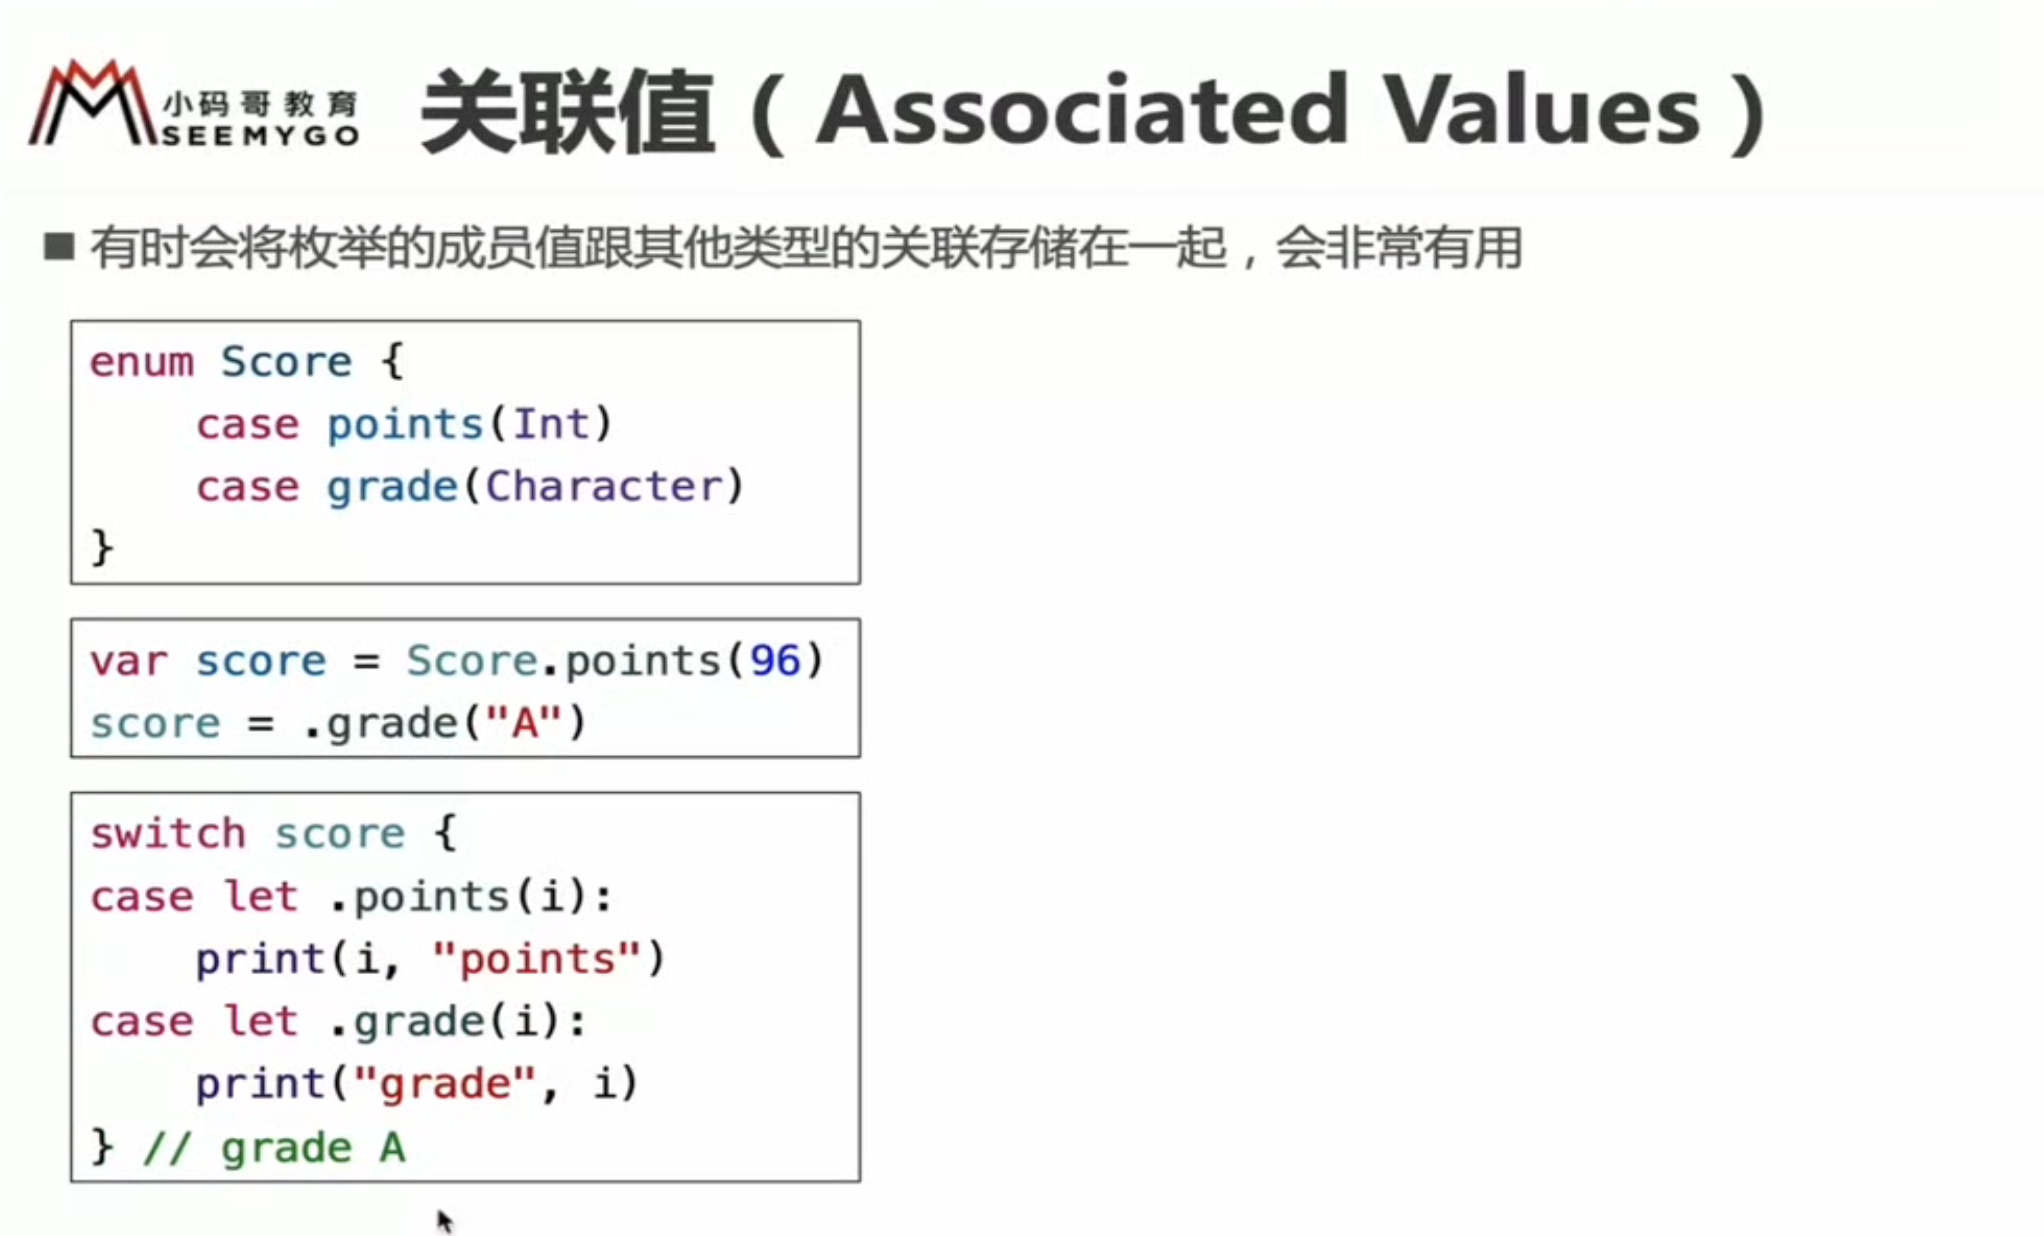 小码哥教育
SEEMYGO
关联值（Associated Values）
■ 有时会将枚举的成员值跟其他类型的关联存储在一起，会非常有用
enum Score {
    case points(Int)
    case grade(Character)
}
var score = Score.points(96)
score = .grade("A")
switch score {
case let .points(i):
    print(i, "points")
case let .grade(i):
    print("grade", i)
} // grade A